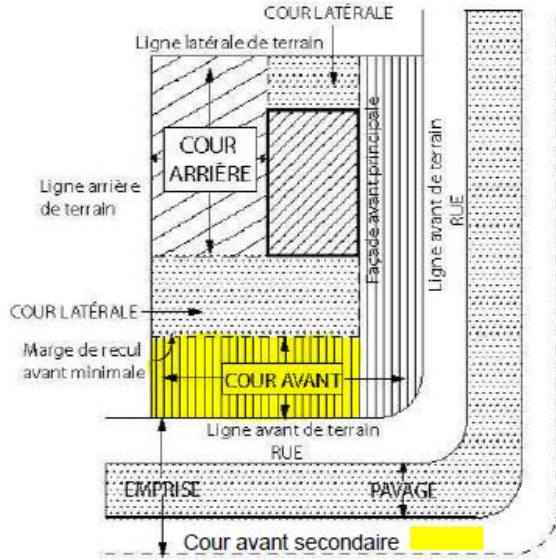 COUR LATÉRALE
Ligne latérale de terrain
COUR
ARRIÈRE
Ligne arrière
de terrain
Façade avant principale
Ligne avant de terrain
RUE
COUR LATÉRALE
Marge de recul
avant minimale
COUR AVANT
Ligne avant de terrain
RUE
EMPRISE
PAVAGE
Cour avant secondaire